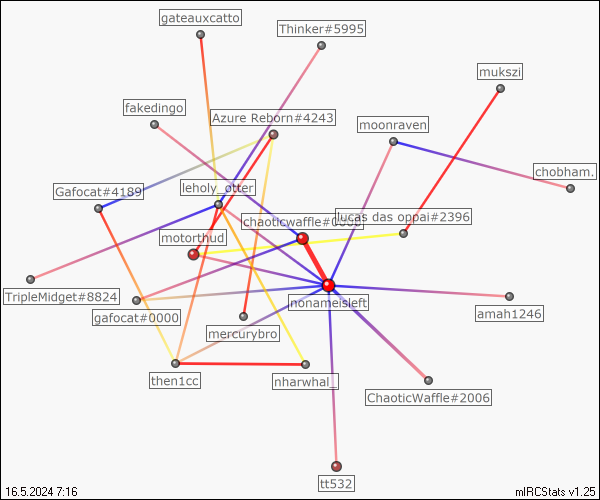 gateauxcatto
Thinker#5995
mukszi
fakedingo
Azure Reborn#4243
moonraven
chobham.
Gafocat#4189
leholy_otter
lucas das oppai#2396
motorthud
TripleMidget#8824
nonameisleft
gafocat#0000
amah1246
mercurybro
then1cc
nharwhal_
ChaoticWaffle#2006
tt532
16.5.2024 7:16
mIRCStats v1.25